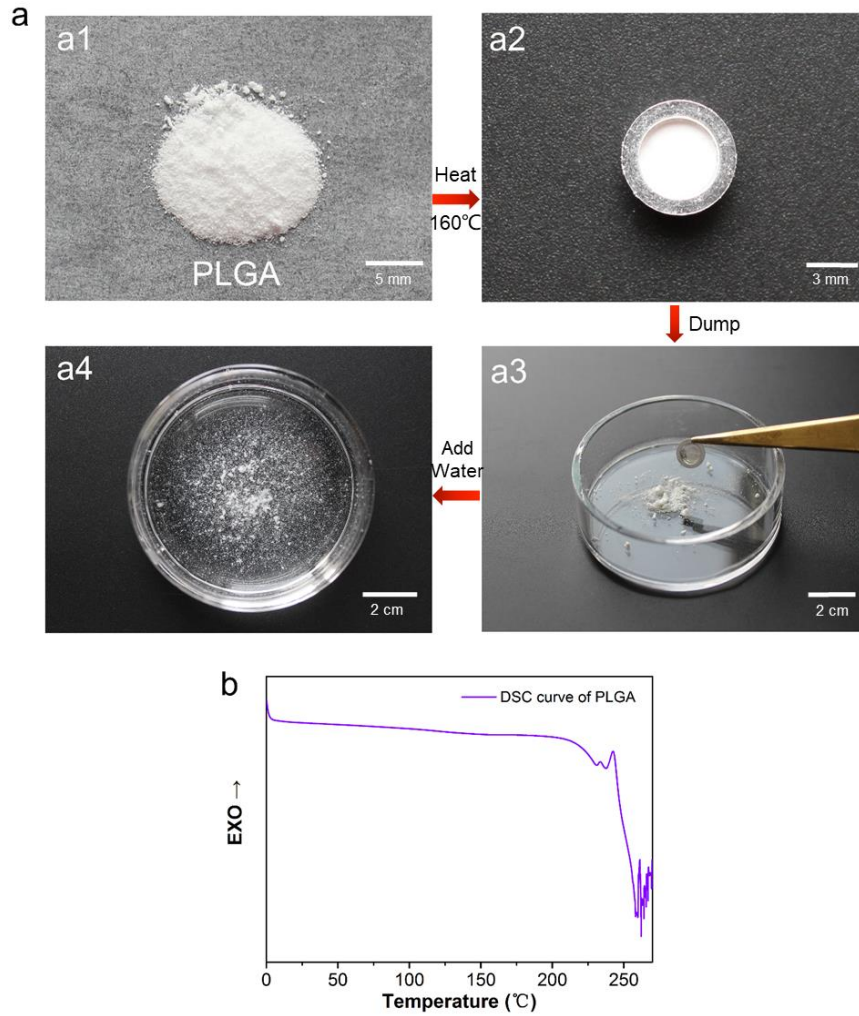 a
a1
PLGA
5 mm
Heat
160℃
a2
3 mm
Dump
a4
2 cm
Add
Water
a3
2 cm
b
DSC curve of PLGA
EXO →
0
50
100
150
200
250
Temperature (℃)